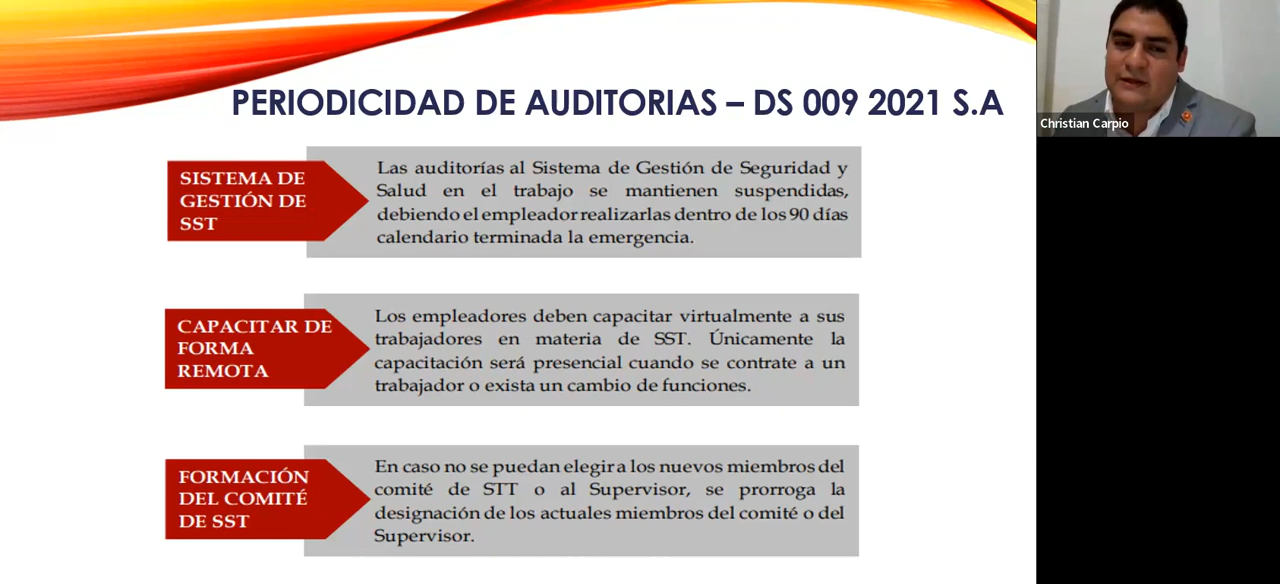 PERIODICIDAD DE AUDITORIAS – DS 009 2021 S.A
Christian Carpio
SISTEMA DE
GESTIÓN DE
SST
Las auditorías al Sistema de Gestión de Seguridad y
Salud en el trabajo se mantienen suspendidas,
debiendo el empleador realizarlas dentro de los 90 días
calendario terminada la emergencia.
CAPACITAR DE
FORMA
REMOTA
Los empleadores deben capacitar virtualmente a sus
trabajadores en materia de SST. Únicamente la
capacitación será presencial cuando se contrate a un
trabajador o exista un cambio de funciones.
FORMACIÓN
DEL COMITÉ
DE SST
En caso no se puedan elegir a los nuevos miembros del
comité de STT o al Supervisor, se prorroga la
designación de los actuales miembros del comité o del
Supervisor.